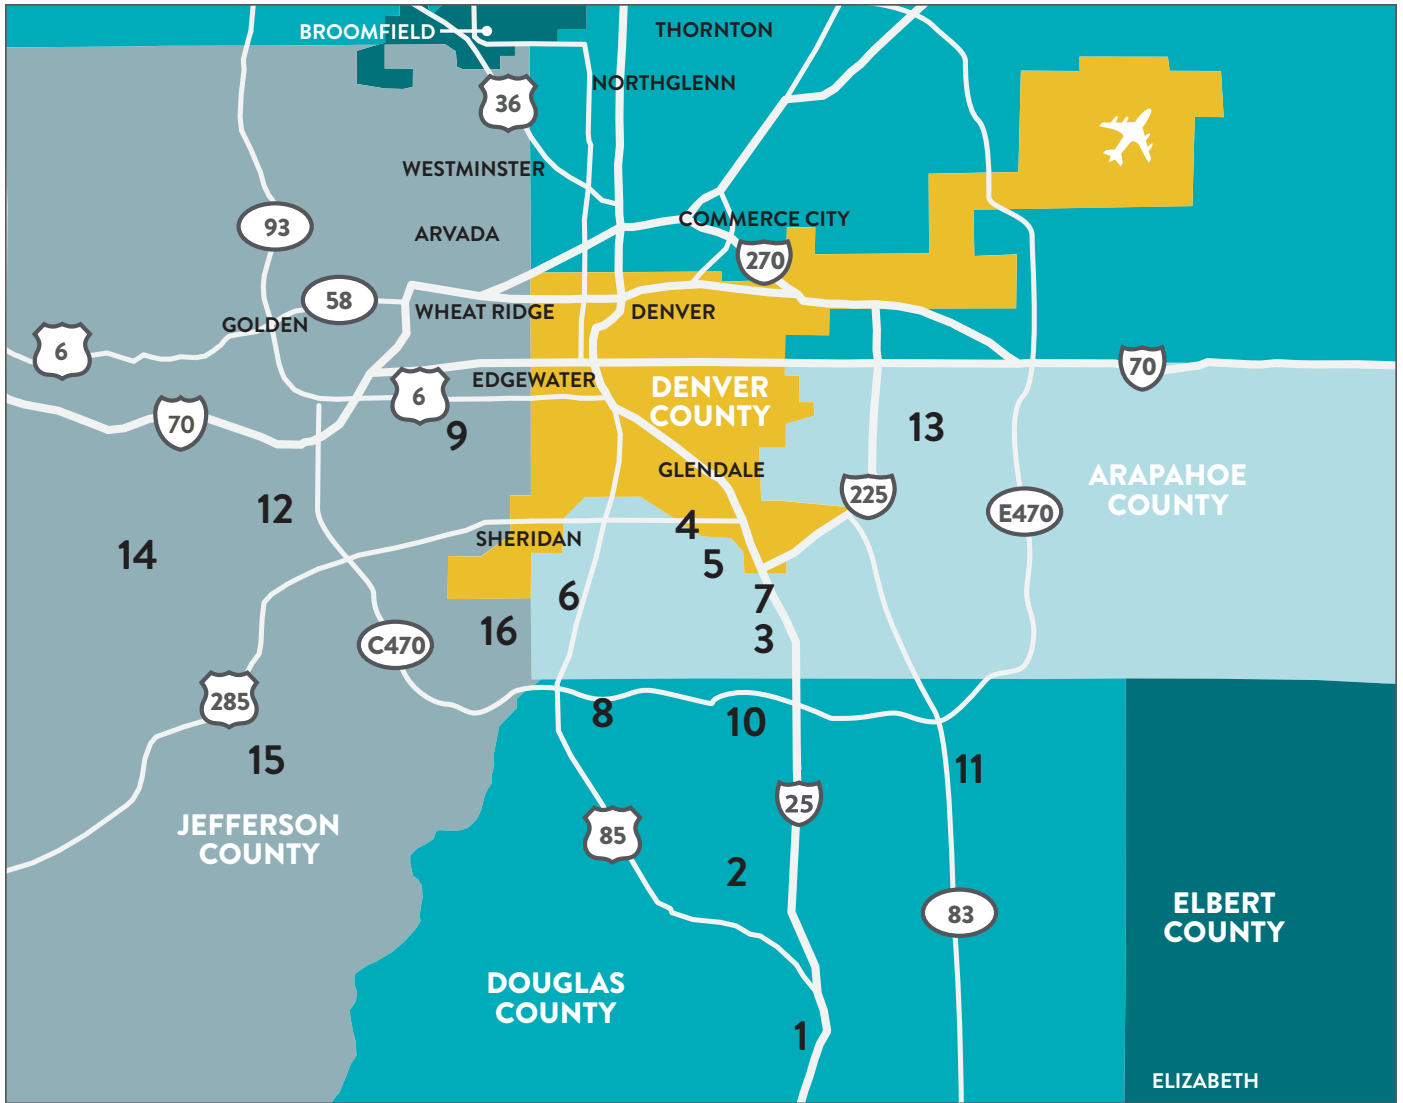 BROOMFIELD
THORNTON
NORTHGLENN
36
WESTMINSTER
93
ARVADA
COMMERCE CITY
270
58
GOLDEN
WHEAT RIDGE
DENVER
6
70
EDGEWATER
6
DENVER
COUNTY
70
9
13
GLENDALE
ARAPAHOE
COUNTY
225
E470
12
4
SHERIDAN
14
5
6
7
16
3
C470
285
8
10
15
11
25
JEFFERSON
COUNTY
85
2
83
ELBERT
COUNTY
DOUGLAS
COUNTY
1
ELIZABETH